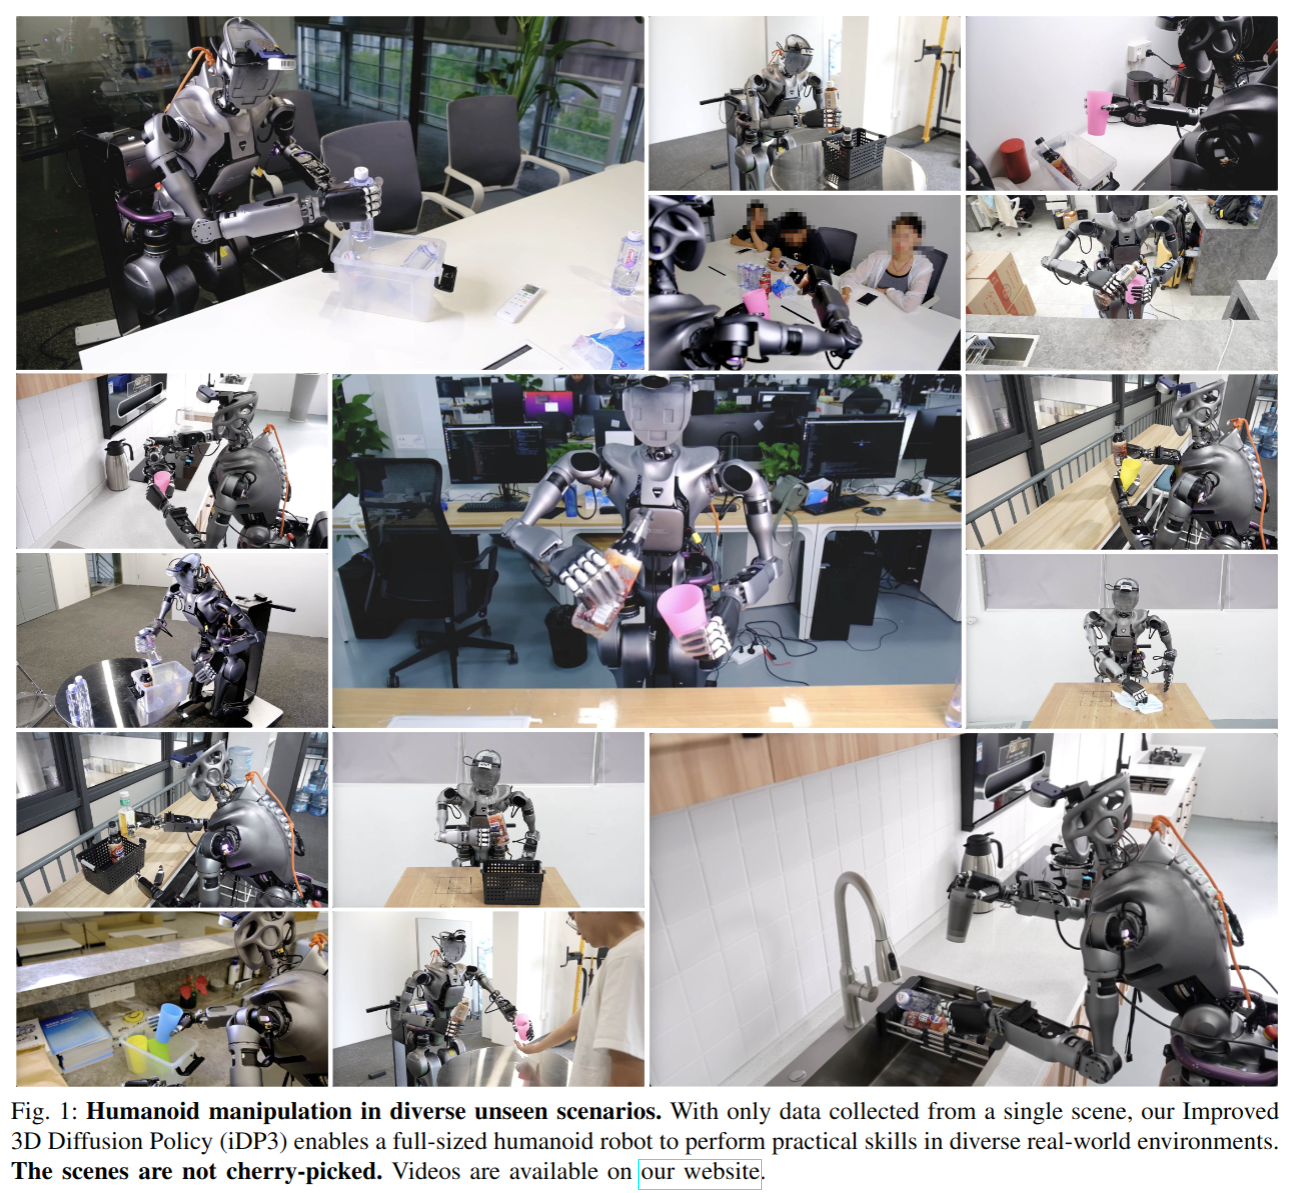 Fig. 1: Humanoid manipulation in diverse unseen scenarios. With only data collected from a single scene, our Improved
3D Diffusion Policy (iDP3) enables a full-sized humanoid robot to perform practical skills in diverse real-world environments.
The scenes are not cherry-picked. Videos are available on our website.